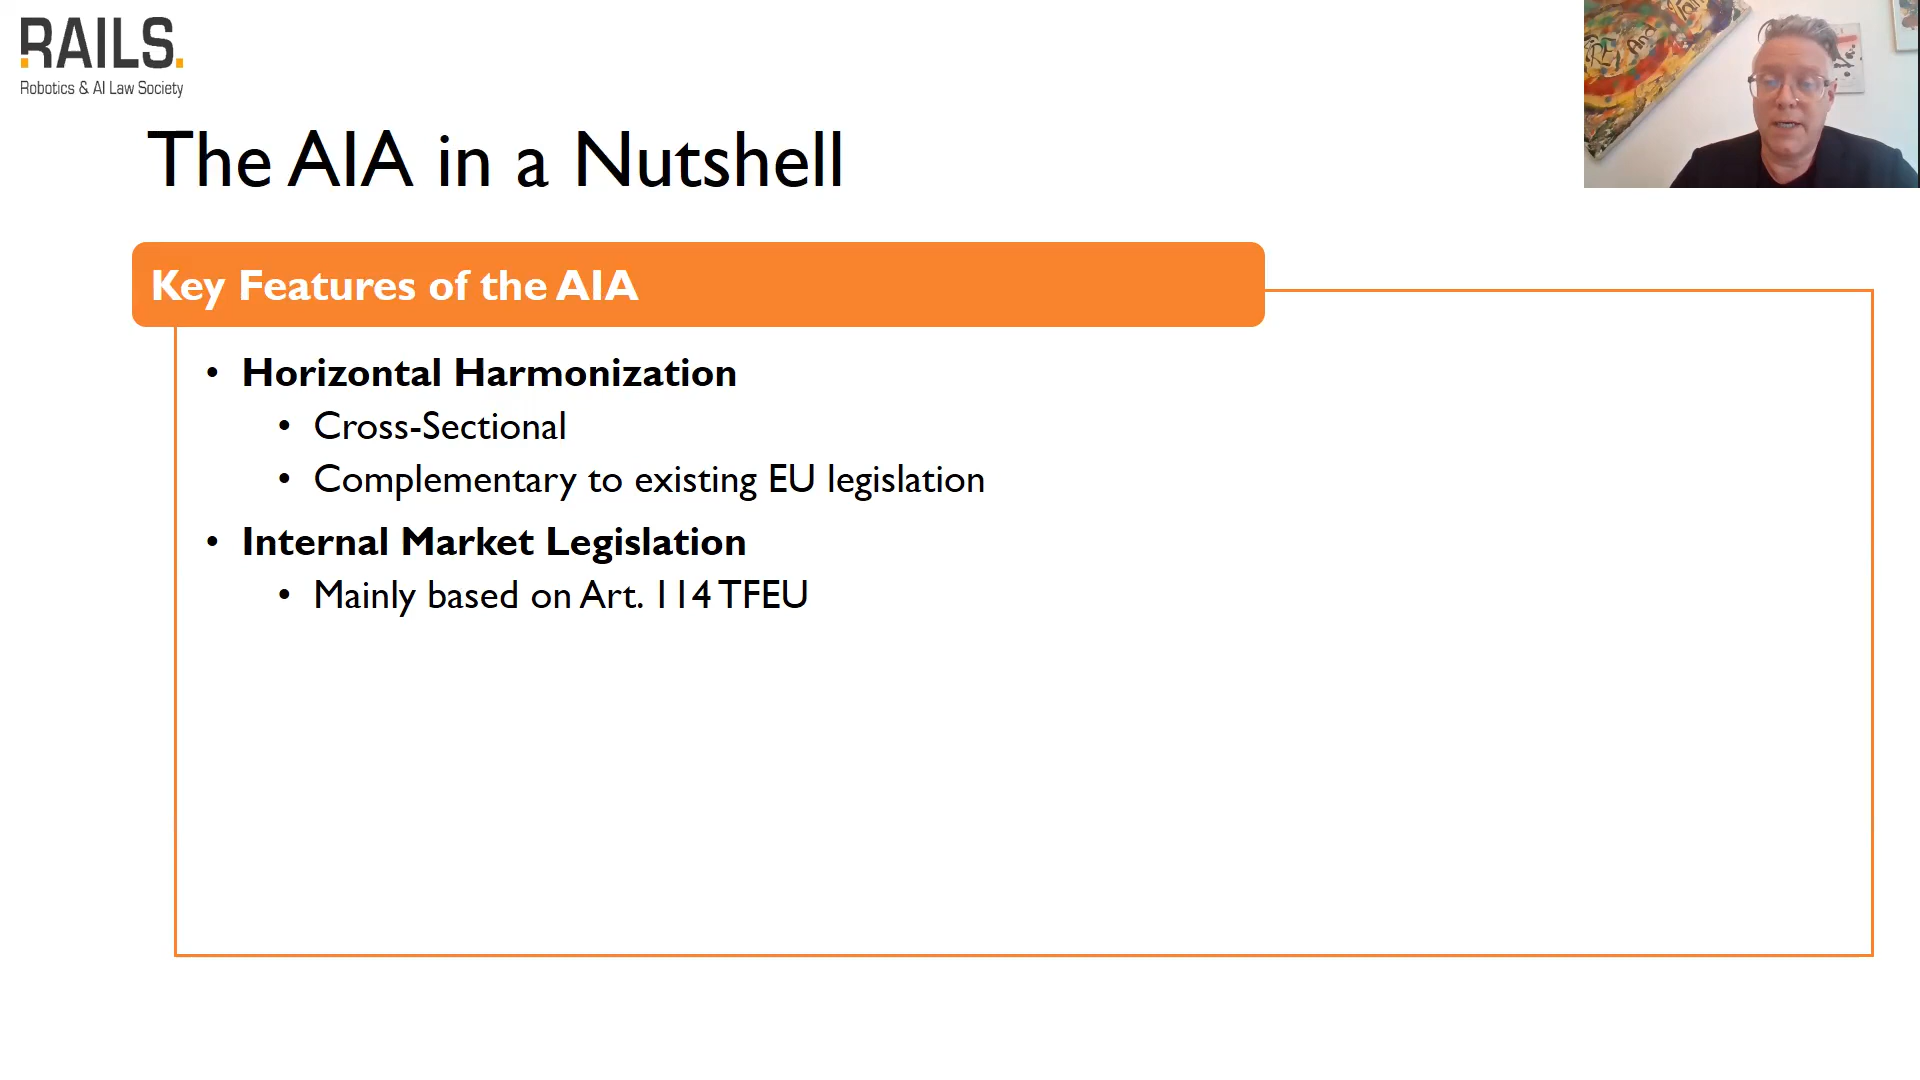 RAILS.
Robotics & AI Law Society
The AIA in a Nutshell
Key Features of the AIA
• Horizontal Harmonization
• Cross-Sectional
• Complementary to existing EU legislation
• Internal Market Legislation
• Mainly based on Art. 114 TFEU
And